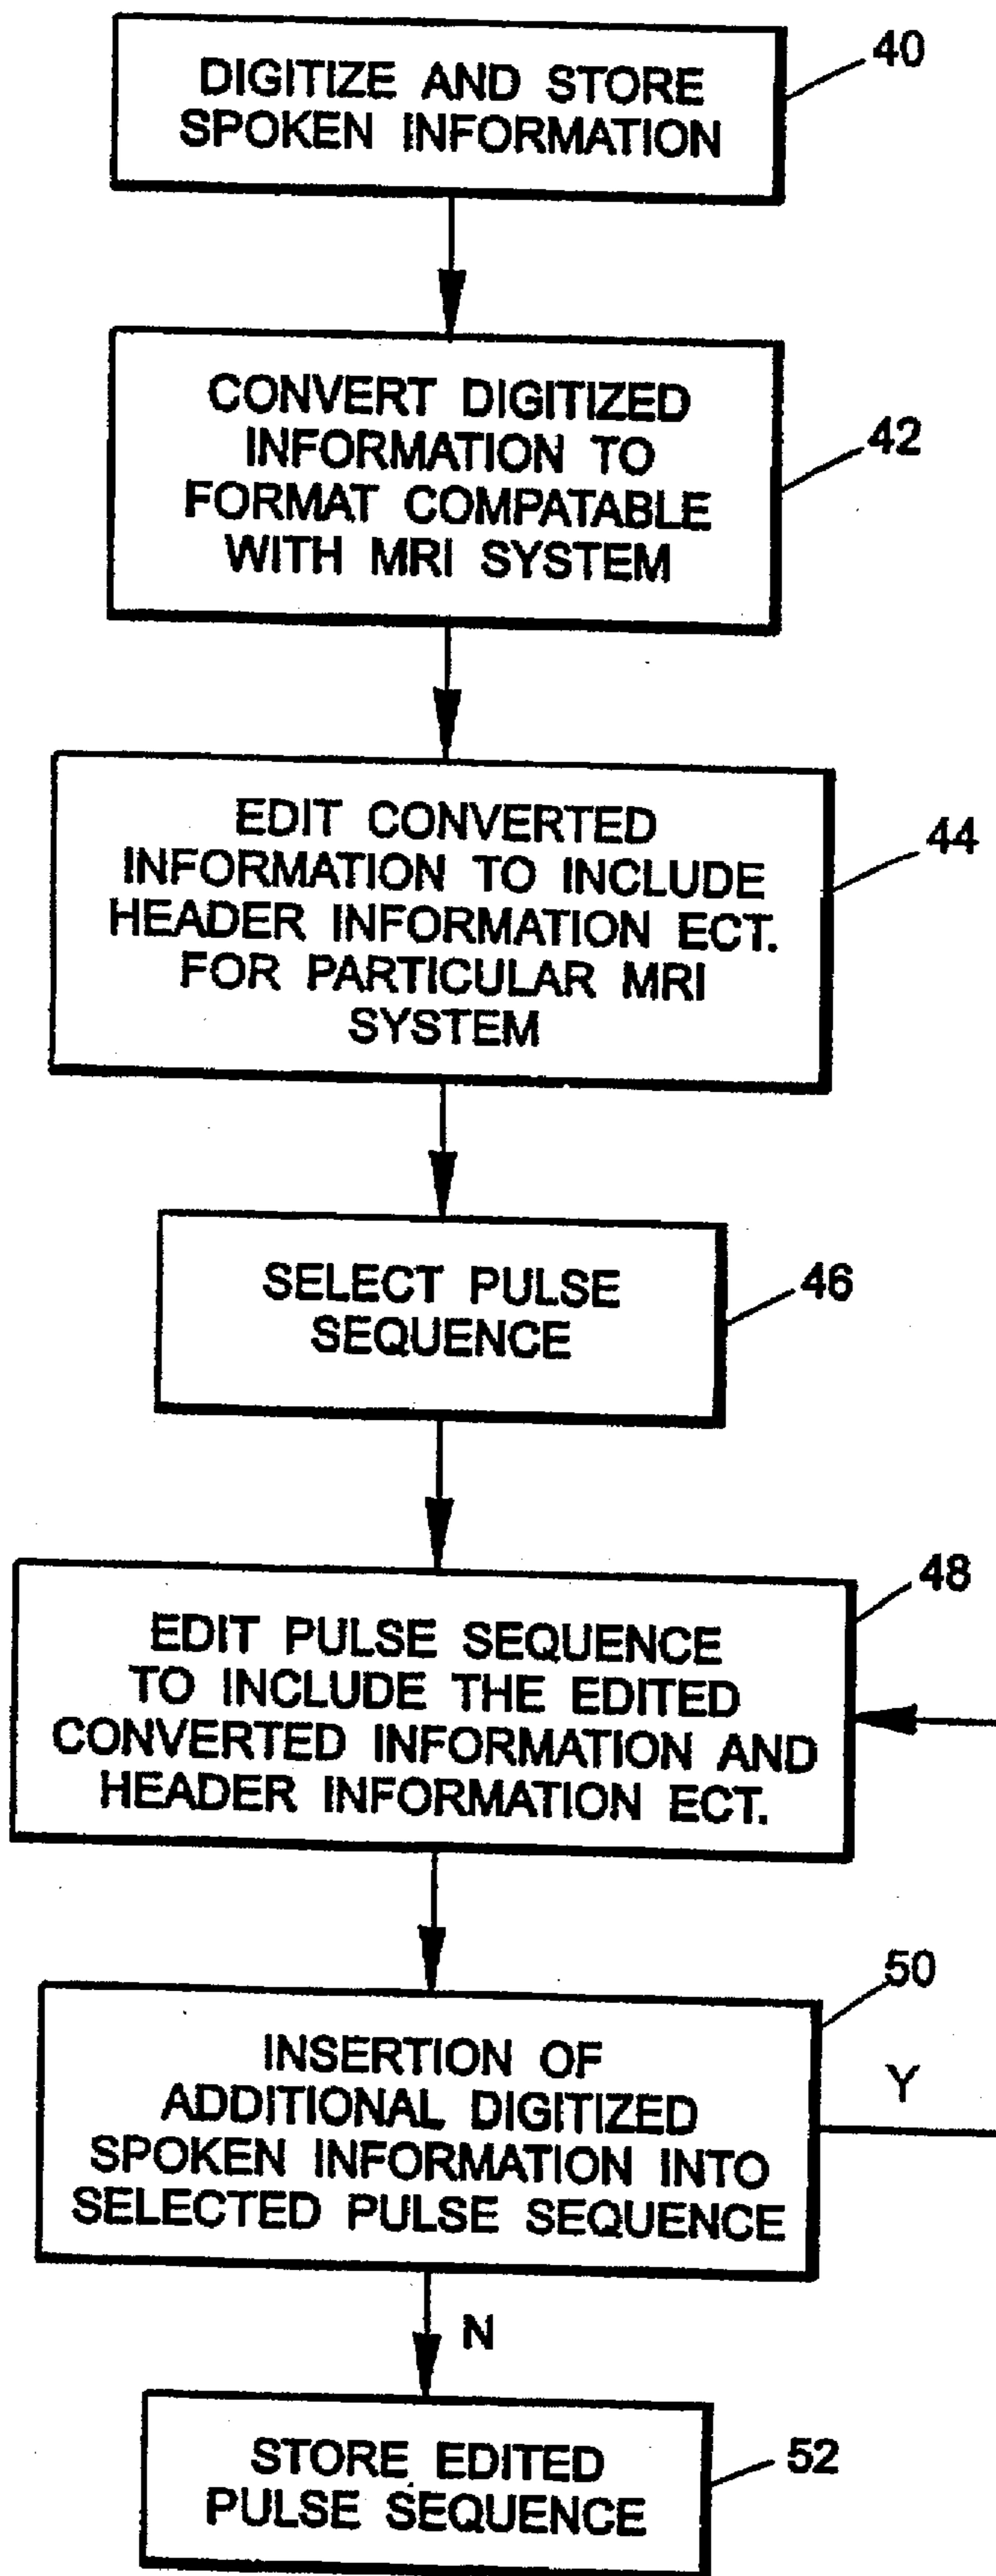 DIGITIZE AND STORE
SPOKEN INFORMATION
40
CONVERT DIGITIZED
INFORMATION TO
FORMAT COMPATABLE
WITH MRI SYSTEM
42
EDIT CONVERTED
INFORMATION TO INCLUDE
HEADER INFORMATION ECT.
FOR PARTICULAR MRI
SYSTEM
44
SELECT PULSE
SEQUENCE
46
EDIT PULSE SEQUENCE
TO INCLUDE THE EDITED
CONVERTED INFORMATION AND
HEADER INFORMATION ECT.
48
INSERTION OF
ADDITIONAL DIGITIZED
SPOKEN INFORMATION INTO
SELECTED PULSE SEQUENCE
50
Y
N
STORE EDITED
PULSE SEQUENCE
52